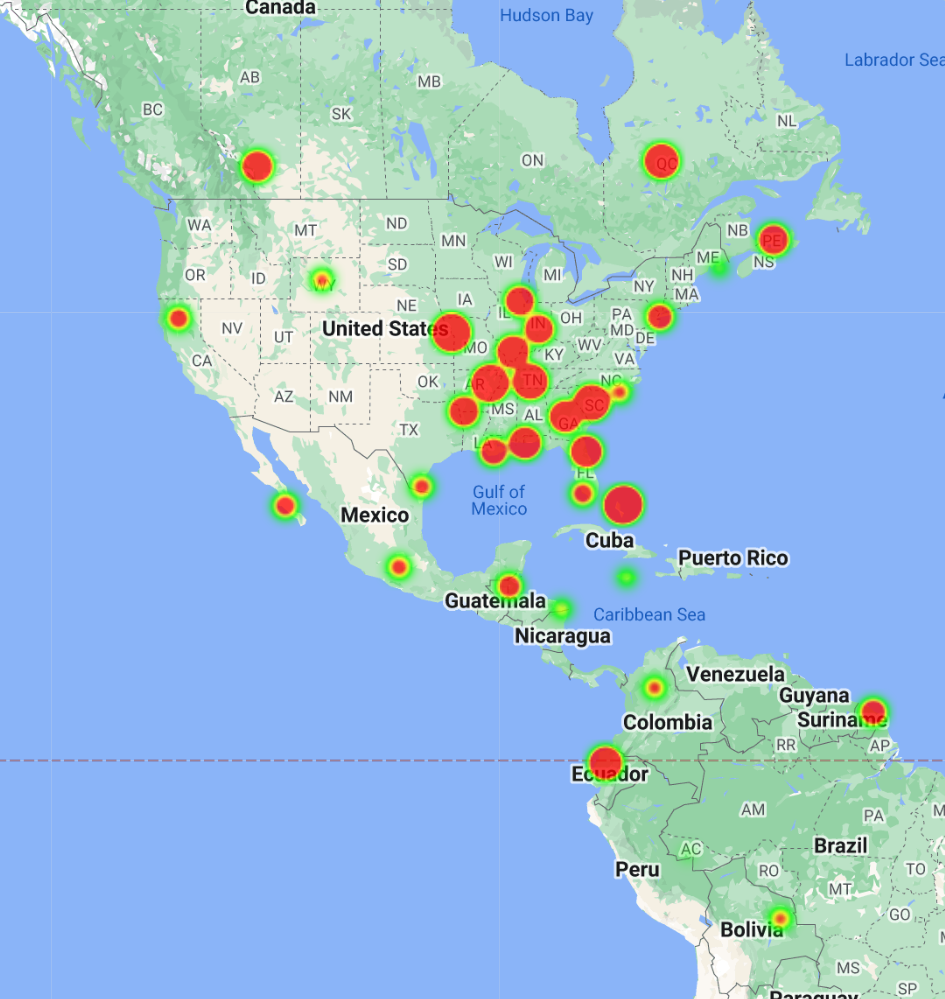 Canada
Hudson Bay
Labrador Sea
AB
MB
BC
SK
NL
ON
QC
WA
MT
ND
MN
NB
PE
ME
NS
OR
ID
WY
SD
WI
MI
NH
NY
MA
NE
IA
IL
IN
OH
PA
MD
DE
NV
UT
United States
MO
KY
WV
VA
CA
AZ
NM
OK
AR
TN
NC
SC
MS
AL
GA
TX
LA
FL
Gulf of
Mexico
Mexico
Cuba
Puerto Rico
Guatemala
Caribbean Sea
Nicaragua
Venezuela
Guyana
Colombia
Suriname
RR
AP
Ecuador
AM
PA
Brazil
AC
Peru
RO
TO
MT
GO
Bolivia
MS
SP
Paraguay